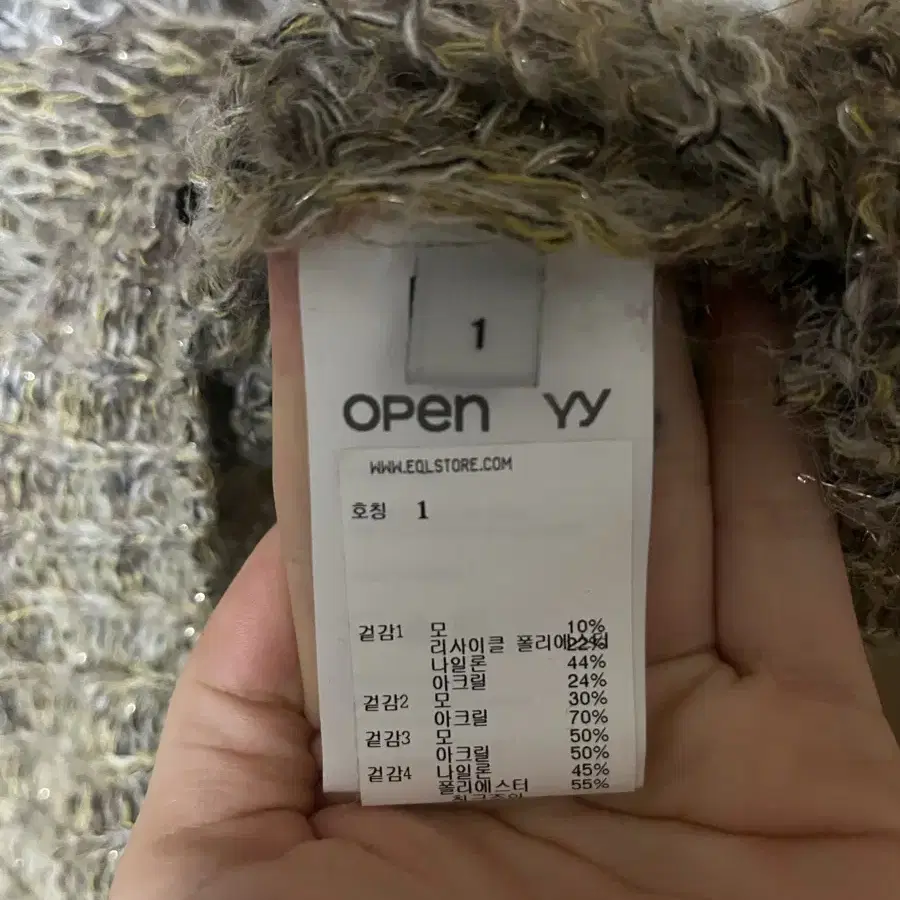 1
OPEN YY
WWW.EQLSTORE.COM
호칭 1
겉감1 모 10%
리사이클 폴리에스터 22%
나일론 44%
아크릴 24%
겉감2 모 30%
아크릴 70%
겉감3 모 50%
아크릴 50%
겉감4 나일론 45%
폴리에스터 55%